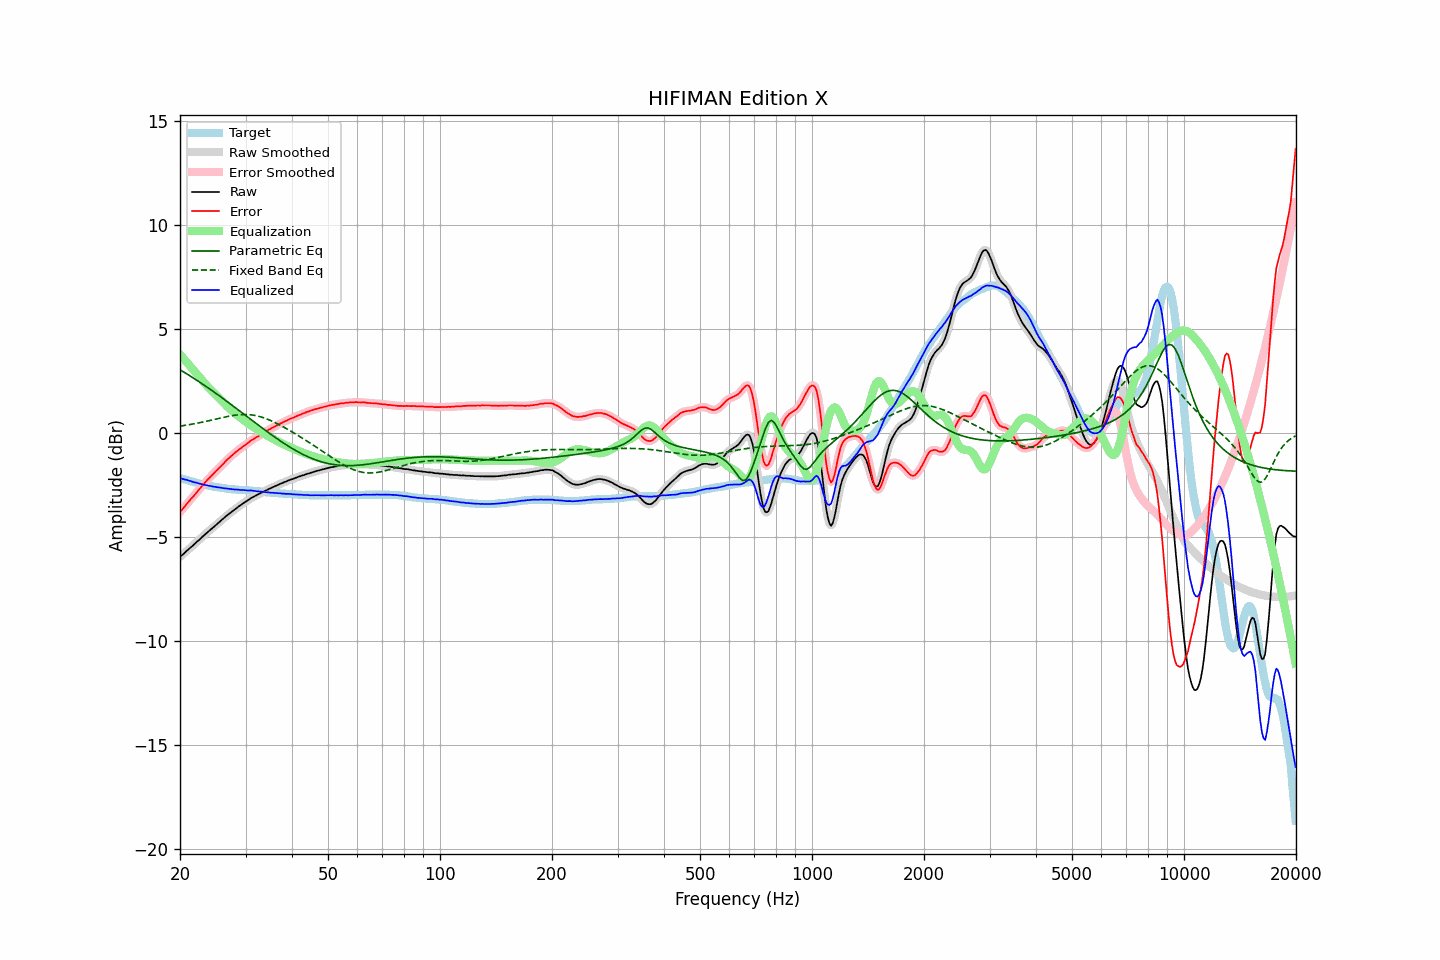 HIFIMAN Edition X
15
10
5
0
−5
−10
−15
−20
Amplitude (dBr)
Target
Raw Smoothed
Error Smoothed
Raw
Error
Equalization
Parametric Eq
Fixed Band Eq
Equalized
20 50 100 200 500 1000 2000 5000 10000 20000
Frequency (Hz)